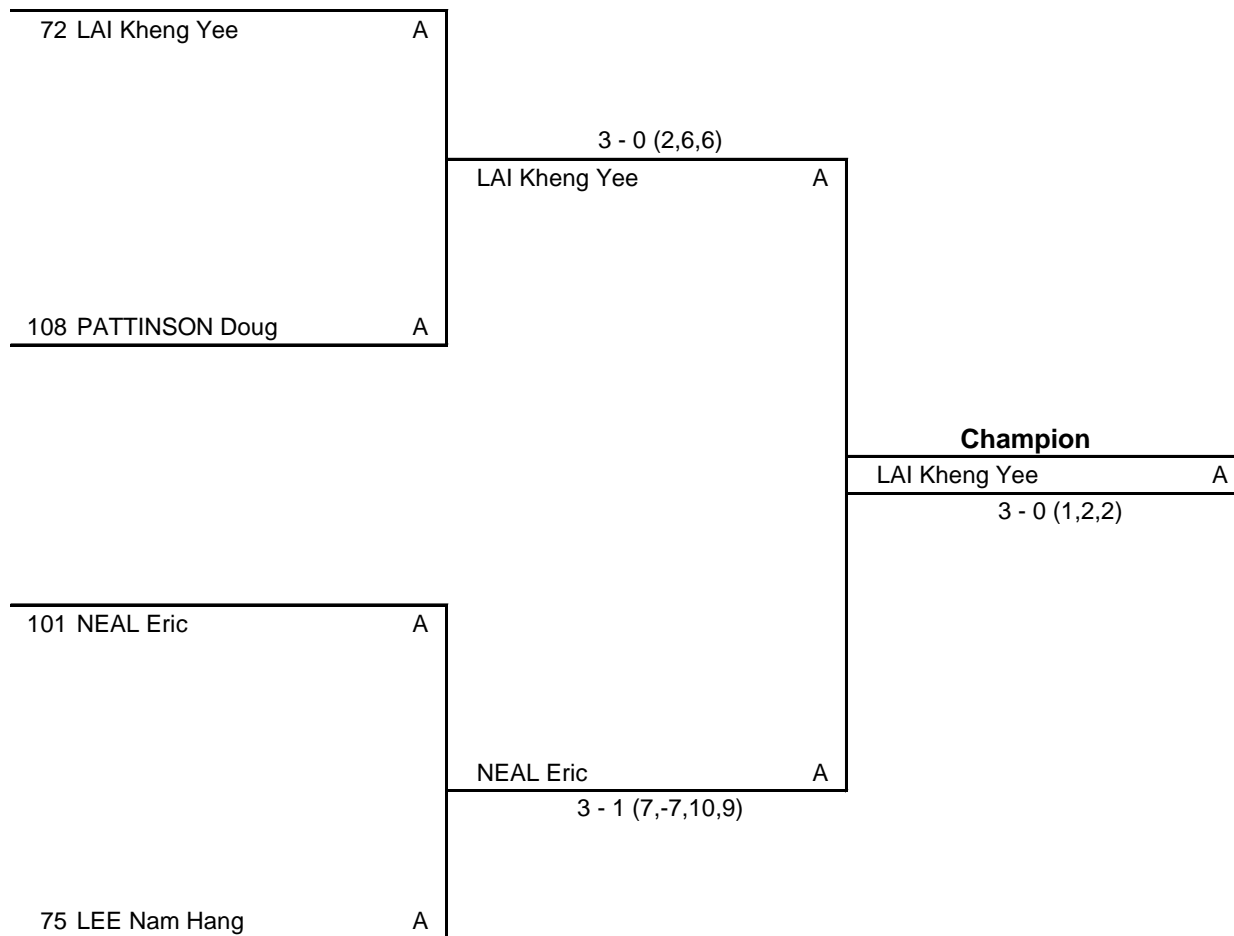 72 LAI Kheng Yee A
3 - 0 (2,6,6)
LAI Kheng Yee A
108 PATTINSON Doug A
Champion
LAI Kheng Yee A
3 - 0 (1,2,2)
101 NEAL Eric A
NEAL Eric A
3 - 1 (7,-7,10,9)
75 LEE Nam Hang A